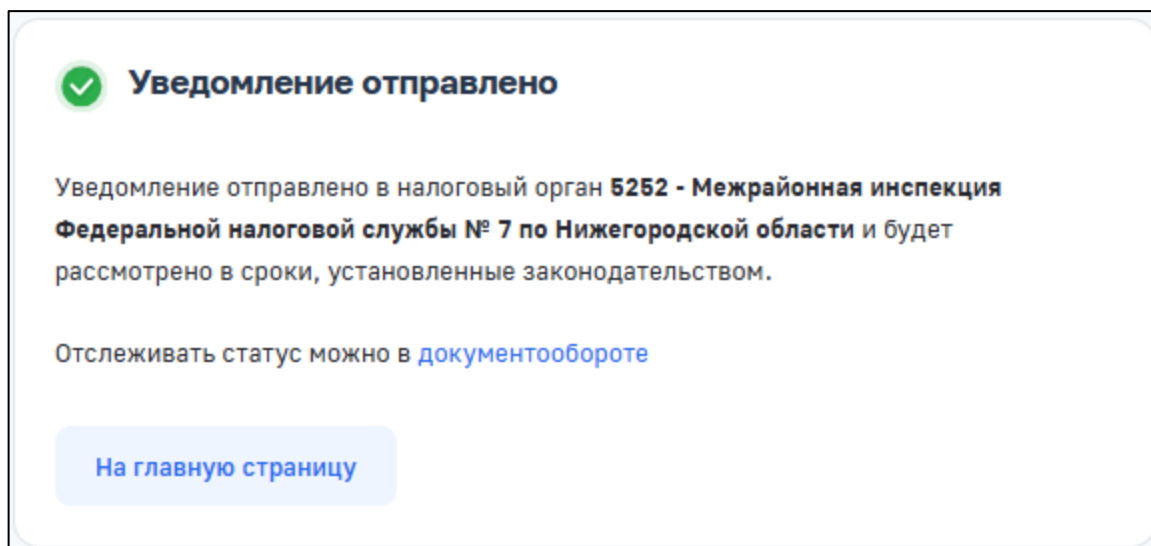 Уведомление отправлено
Уведомление отправлено в налоговый орган 5252 - Межрайонная инспекция
Федеральной налоговой службы № 7 по Нижегородской области и будет
рассмотрено в сроки, установленные законодательством.
Отслеживать статус можно в документообороте
На главную страницу